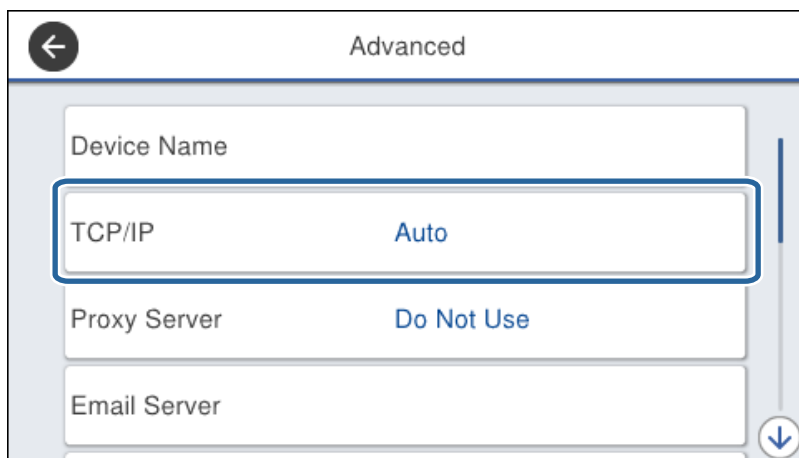 Advanced
Device Name
TCP/IP Auto
Proxy Server Do Not Use
Email Server